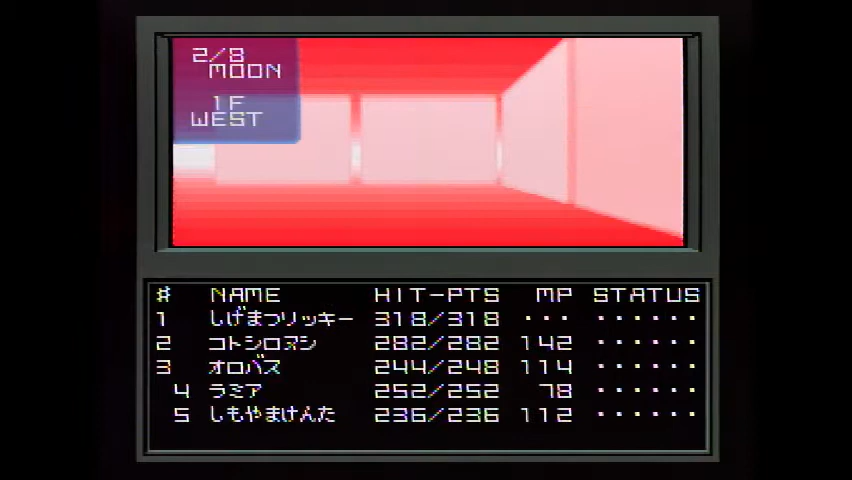 2/8
MOON
1F
WEST
# NAME HIT-PTS MP STATUS
1 しげまつリッキー 318/318 ··· ······
2 コトシロヌシ 282/282 142 ······
3 オロバス 244/248 114 ······
4 ラミア 252/252 78 ······
5 しもやまけんた 236/236 112 ······